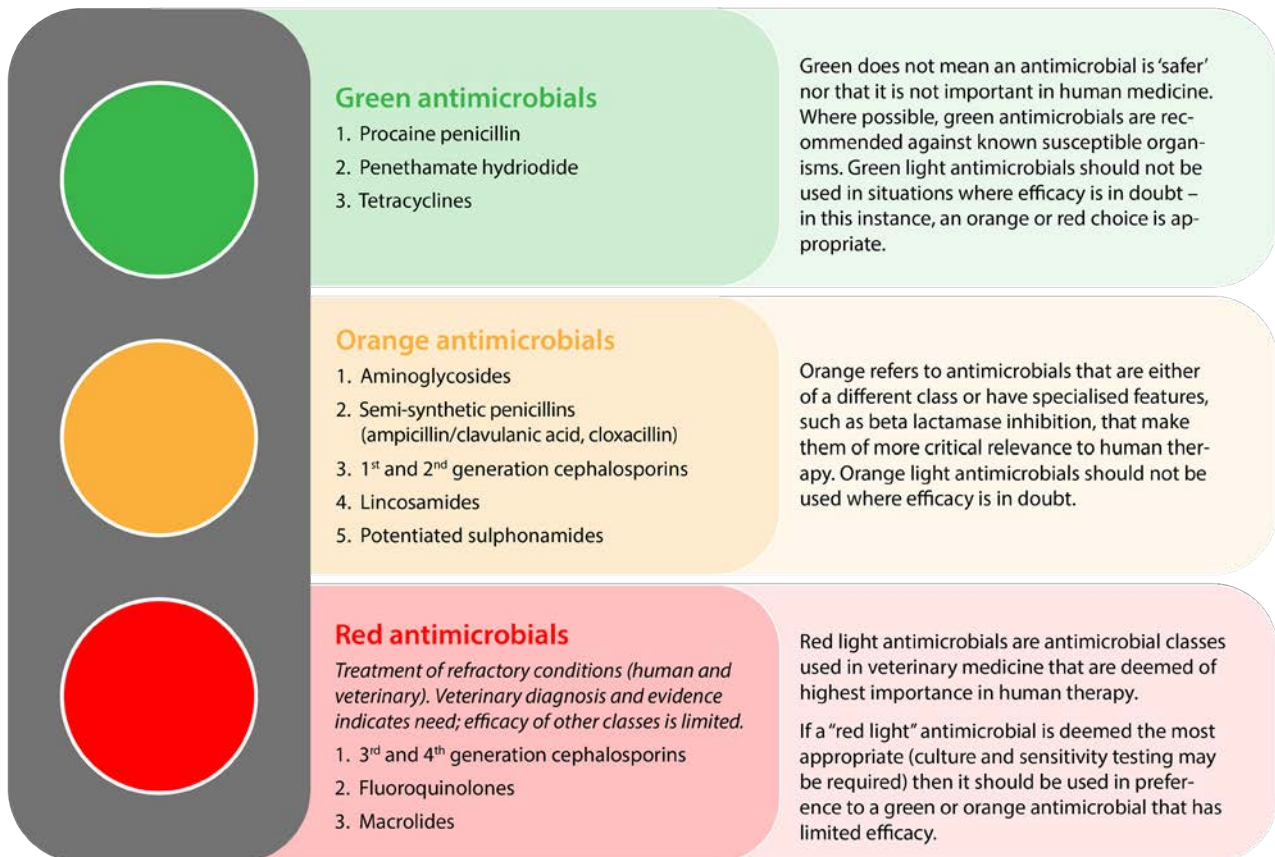 Green antimicrobials
1. Procaine penicillin
2. Penethamate hydriodide
3. Tetracyclines
Green does not mean an antimicrobial is ‘safer’
nor that it is not important in human medicine.
Where possible, green antimicrobials are rec-
ommended against known susceptible organ-
isms. Green light antimicrobials should not be
used in situations where efficacy is in doubt –
in this instance, an orange or red choice is ap-
propriate.
Orange antimicrobials
1. Aminoglycosides
2. Semi-synthetic penicillins
(ampicillin/clavulanic acid, cloxacillin)
3. 1st and 2nd generation cephalosporins
4. Lincosamides
5. Potentiated sulphonamides
Orange refers to antimicrobials that are either
of a different class or have specialised features,
such as beta lactamase inhibition, that make
them of more critical relevance to human ther-
apy. Orange light antimicrobials should not be
used where efficacy is in doubt.
Red antimicrobials
Treatment of refractory conditions (human and
veterinary). Veterinary diagnosis and evidence
indicates need; efficacy of other classes is limited.
1. 3rd and 4th generation cephalosporins
2. Fluoroquinolones
3. Macrolides
Red light antimicrobials are antimicrobial classes
used in veterinary medicine that are deemed of
highest importance in human therapy.
If a “red light” antimicrobial is deemed the most
appropriate (culture and sensitivity testing may
be required) then it should be used in prefer-
ence to a green or orange antimicrobial that has
limited efficacy.